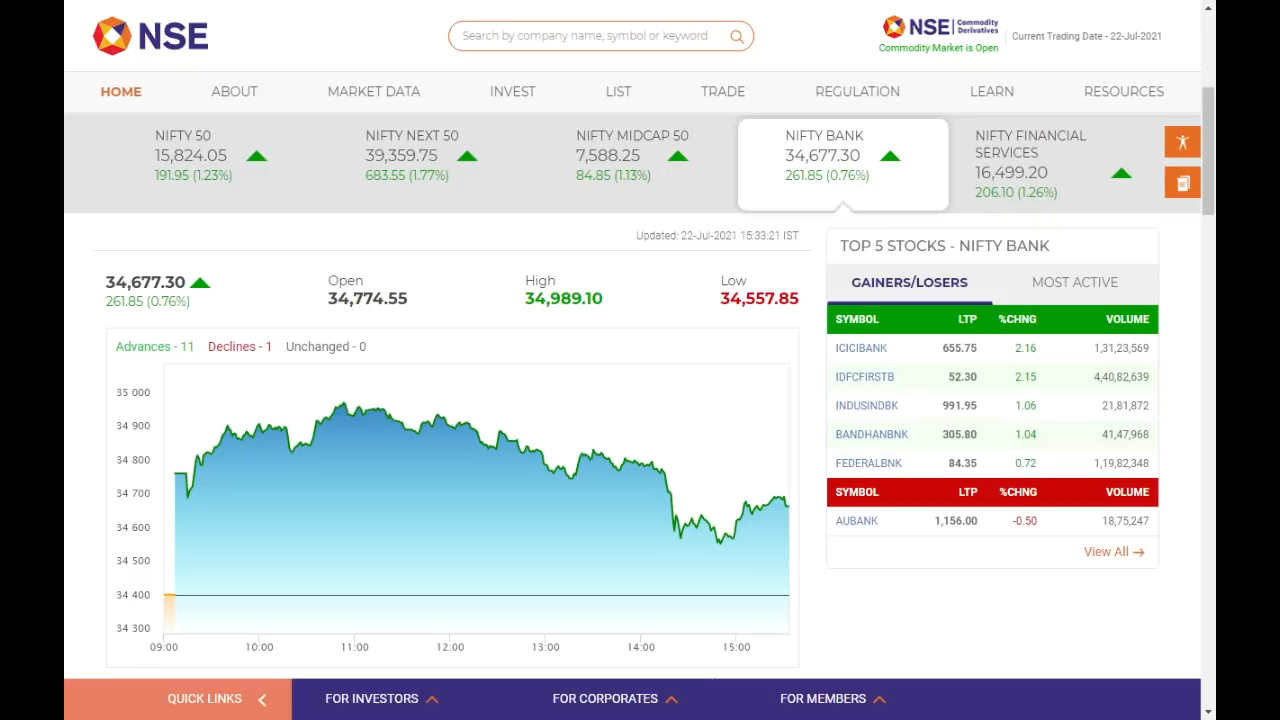 NSE
Search by company name, symbol or keyword
NSE | Commodity Derivatives
Commodity Market is Open
Current Trading Date - 22-Jul-2021
HOME ABOUT MARKET DATA INVEST LIST TRADE REGULATION LEARN RESOURCES
NIFTY 50
15,824.05
191.95 (1.23%)
NIFTY NEXT 50
39,359.75
683.55 (1.77%)
NIFTY MIDCAP 50
7,588.25
84.85 (1.13%)
NIFTY BANK
34,677.30
261.85 (0.76%)
NIFTY FINANCIAL
SERVICES
16,499.20
206.10 (1.26%)
Updated: 22-Jul-2021 15:33:21 IST
34,677.30
261.85 (0.76%)
Open
34,774.55
High
34,989.10
Low
34,557.85
Advances - 11 Declines - 1 Unchanged - 0
35 000
34 900
34 800
34 700
34 600
34 500
34 400
34 300
09:00 10:00 11:00 12:00 13:00 14:00 15:00
TOP 5 STOCKS - NIFTY BANK
GAINERS/LOSERS MOST ACTIVE
SYMBOL LTP %CHNG VOLUME
ICICIBANK 655.75 2.16 1,31,23,569
IDFCFIRSTB 52.30 2.15 4,40,82,639
INDUSINDBK 991.95 1.06 21,81,872
BANDHANBNK 305.80 1.04 41,47,968
FEDERALBNK 84.35 0.72 1,19,82,348
SYMBOL LTP %CHNG VOLUME
AUBANK 1,156.00 -0.50 18,75,247
View All
QUICK LINKS FOR INVESTORS FOR CORPORATES FOR MEMBERS